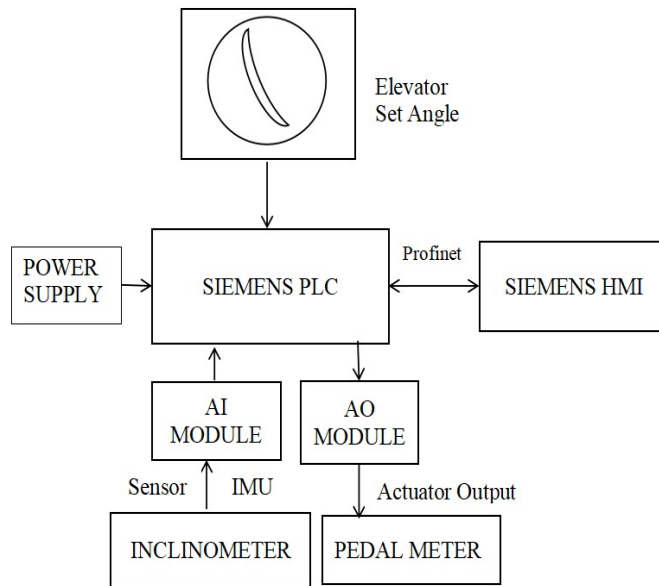 Elevator
Set Angle
POWER
SUPPLY
SIEMENS PLC
Profinet
SIEMENS HMI
AI
MODULE
AO
MODULE
Sensor
IMU
Actuator Output
INCLINOMETER
PEDAL METER